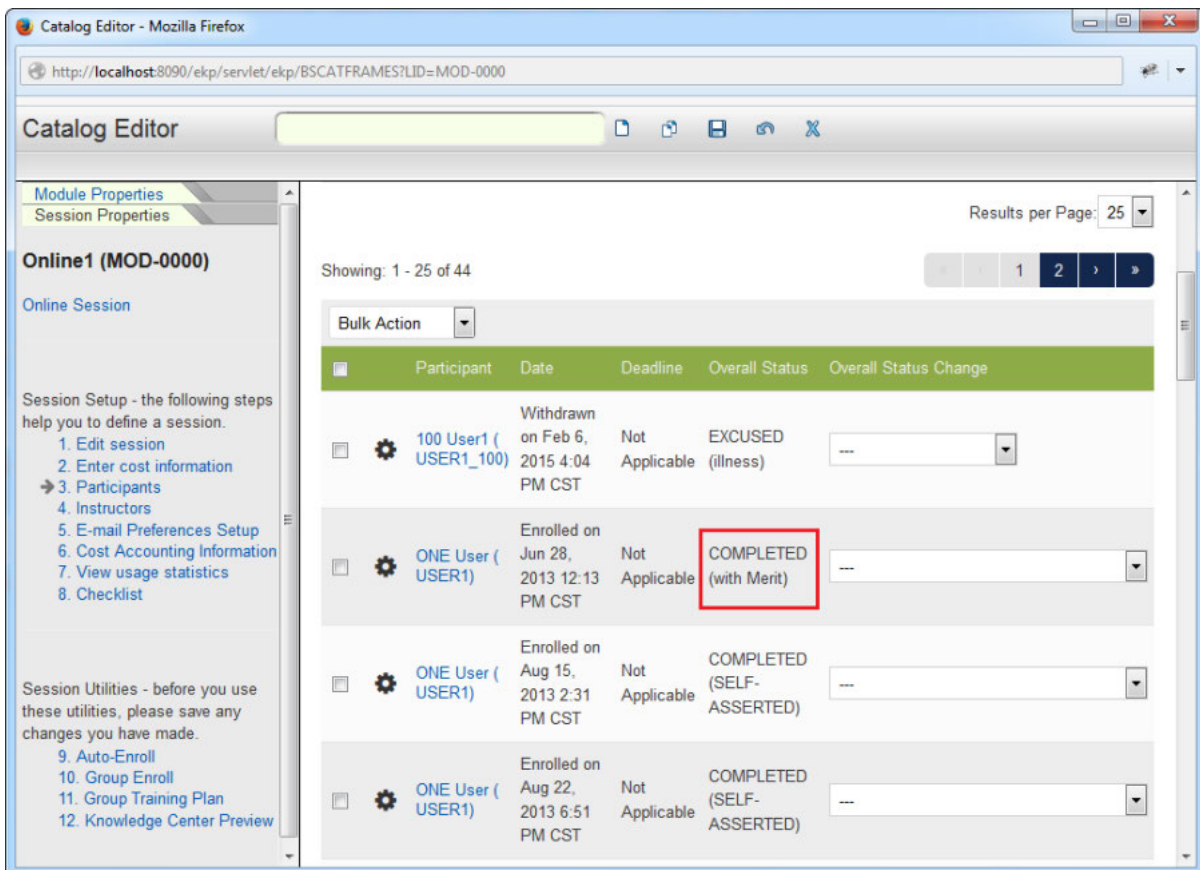 Catalog Editor - Mozilla Firefox
http://localhost:8090/ekp/servlet/ekp/BSCATFRAMES?LID=MOD-0000
Catalog Editor
Module Properties
Session Properties
Online1 (MOD-0000)
Online Session
Session Setup - the following steps
help you to define a session.
1. Edit session
2. Enter cost information
3. Participants
4. Instructors
5. E-mail Preferences Setup
6. Cost Accounting Information
7. View usage statistics
8. Checklist
Session Utilities - before you use
these utilities, please save any
changes you have made.
9. Auto-Enroll
10. Group Enroll
11. Group Training Plan
12. Knowledge Center Preview
Results per Page: 25
Showing: 1 - 25 of 44
« ‹ 1 2 › »
Bulk Action
Participant Date Deadline Overall Status Overall Status Change
100 User1 (
USER1_100)
Withdrawn
on Feb 6,
2015 4:04
PM CST
Not
Applicable
EXCUSED
(illness)
---
ONE User (
USER1)
Enrolled on
Jun 28,
2013 12:13
PM CST
Not
Applicable
COMPLETED
(with Merit)
---
ONE User (
USER1)
Enrolled on
Aug 15,
2013 2:31
PM CST
Not
Applicable
COMPLETED
(SELF-
ASSERTED)
---
ONE User (
USER1)
Enrolled on
Aug 22,
2013 6:51
PM CST
Not
Applicable
COMPLETED
(SELF-
ASSERTED)
---